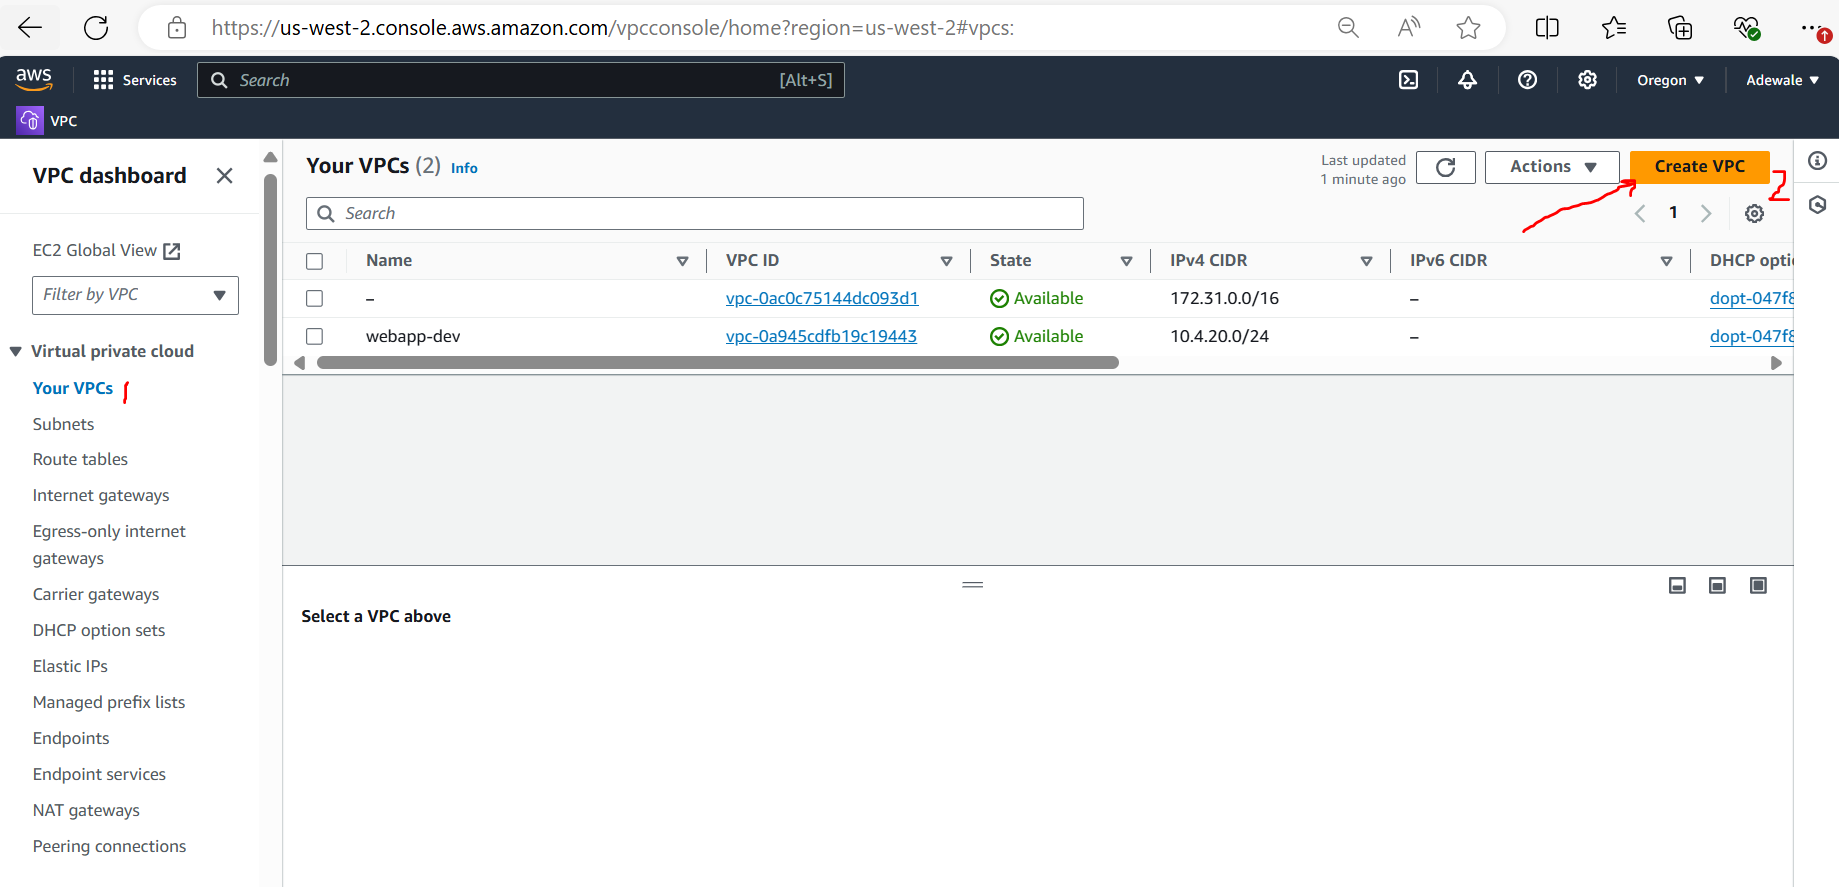 https://us-west-2.console.aws.amazon.com/vpcconsole/home?region=us-west-2#vpcs:
aws
Services
Search
[Alt+S]
Oregon
Adewale
VPC
VPC dashboard
EC2 Global View
Filter by VPC
Virtual private cloud
Your VPCs 1
Subnets
Route tables
Internet gateways
Egress-only internet
gateways
Carrier gateways
DHCP option sets
Elastic IPs
Managed prefix lists
Endpoints
Endpoint services
NAT gateways
Peering connections
Your VPCs (2) Info
Last updated
1 minute ago
Actions
Create VPC 2
Search
1
Name VPC ID State IPv4 CIDR IPv6 CIDR DHCP opti
– vpc-0ac0c75144dc093d1 Available 172.31.0.0/16 – dopt-047f8
webapp-dev vpc-0a945cdfb19c19443 Available 10.4.20.0/24 – dopt-047f8
Select a VPC above